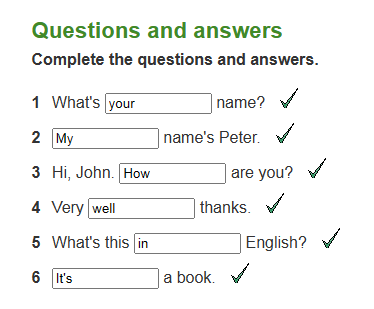 Questions and answers
Complete the questions and answers.
1 What's your name?
2 My name's Peter.
3 Hi, John. How are you?
4 Very well thanks.
5 What's this in English?
6 It's a book.